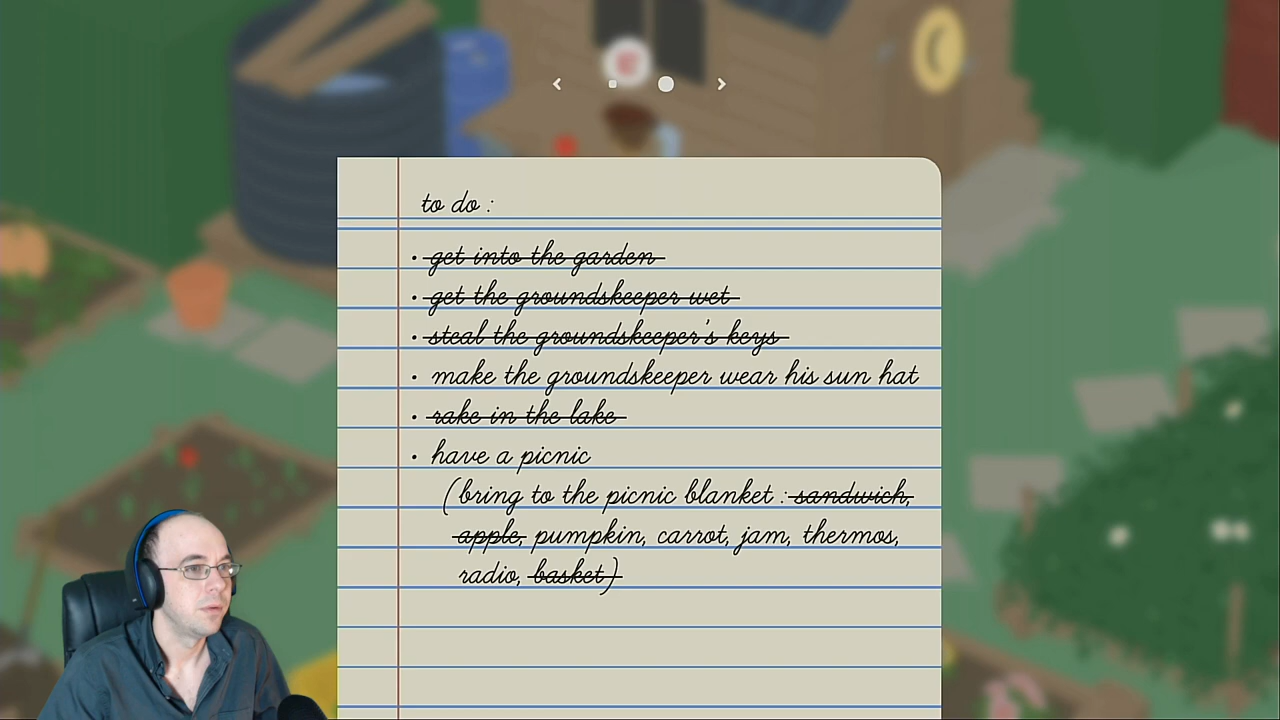 to do :
• get into the garden
• get the groundskeeper wet
• steal the groundskeeper's keys
• make the groundskeeper wear his sun hat
• rake in the lake
• have a picnic
(bring to the picnic blanket : sandwich,
apple, pumpkin, carrot, jam, thermos,
radio, basket)